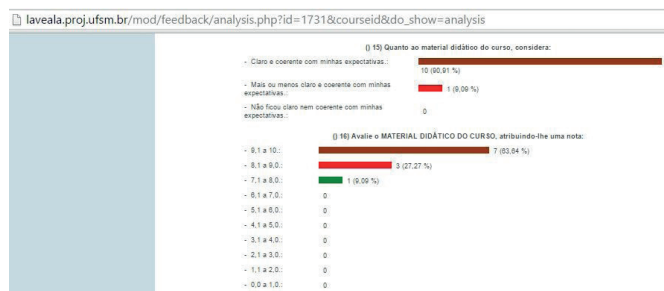 laveala.proj.ufsm.br/mod/feedback/analysis.php?id=1731&courseid&do_show=analysis
() 15) Quanto ao material didático do curso, considera:
- Claro e coerente com minhas expectativas.:
10 (90,91 %)
- Mais ou menos claro e coerente com minhas
expectativas.:
1 (9,09 %)
- Não ficou claro nem coerente com minhas
expectativas.:
0
() 16) Avalie o MATERIAL DIDÁTICO DO CURSO, atribuindo-lhe uma nota:
- 9,1 a 10.: 7 (63,64 %)
- 8,1 a 9,0.: 3 (27,27 %)
- 7,1 a 8,0.: 1 (9,09 %)
- 6,1 a 7,0.: 0
- 5,1 a 6,0.: 0
- 4,1 a 5,0.: 0
- 3,1 a 4,0.: 0
- 2,1 a 3,0.: 0
- 1,1 a 2,0.: 0
- 0,0 a 1,0.: 0